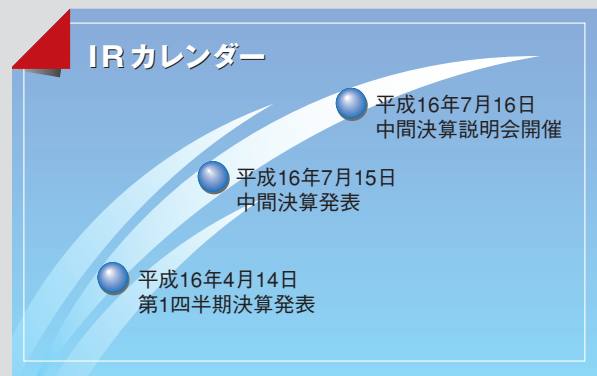 IRカレンダー
平成16年7月16日
中間決算説明会開催
平成16年7月15日
中間決算発表
平成16年4月14日
第1四半期決算発表